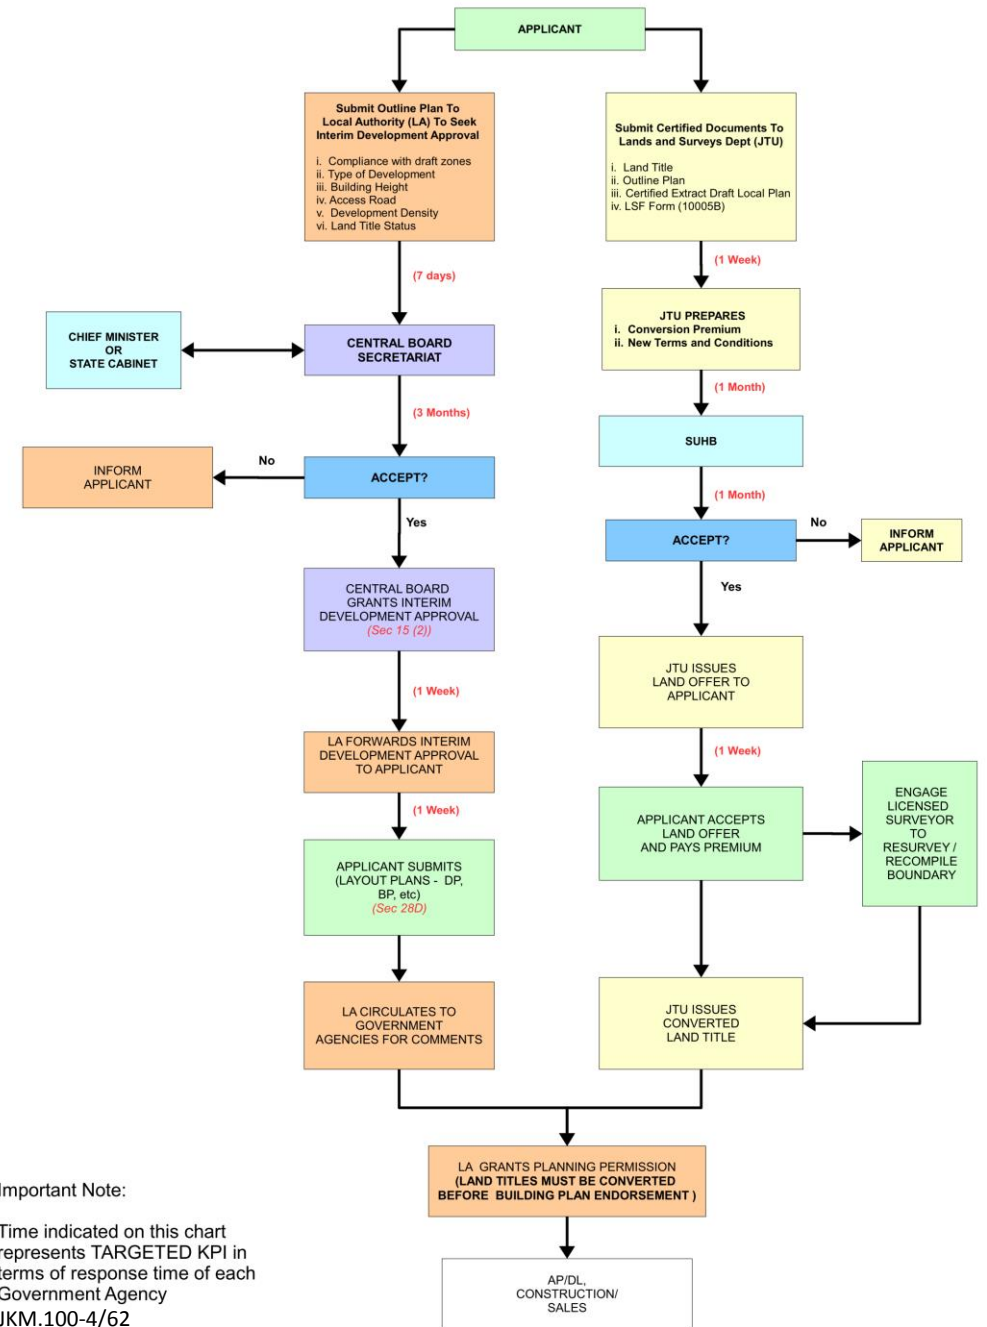 APPLICANT
Submit Outline Plan To
Local Authority (LA) To Seek
Interim Development Approval
i. Compliance with draft zones
ii. Type of Development
iii. Building Height
iv. Access Road
v. Development Density
vi. Land Title Status
(7 days)
CHIEF MINISTER
OR
STATE CABINET
CENTRAL BOARD
SECRETARIAT
(3 Months)
No
INFORM
APPLICANT
ACCEPT?
Yes
CENTRAL BOARD
GRANTS INTERIM
DEVELOPMENT APPROVAL
(Sec 15 (2))
(1 Week)
LA FORWARDS INTERIM
DEVELOPMENT APPROVAL
TO APPLICANT
(1 Week)
APPLICANT SUBMITS
(LAYOUT PLANS - DP,
BP, etc)
(Sec 28D)
LA CIRCULATES TO
GOVERNMENT
AGENCIES FOR COMMENTS
Submit Certified Documents To
Lands and Surveys Dept (JTU)
i. Land Title
ii. Outline Plan
iii. Certified Extract Draft Local Plan
iv. LSF Form (10005B)
(1 Week)
JTU PREPARES
i. Conversion Premium
ii. New Terms and Conditions
(1 Month)
SUHB
(1 Month)
ACCEPT?
No
INFORM
APPLICANT
Yes
JTU ISSUES
LAND OFFER TO
APPLICANT
(1 Week)
APPLICANT ACCEPTS
LAND OFFER
AND PAYS PREMIUM
ENGAGE
LICENSED
SURVEYOR
TO
RESURVEY /
RECOMPILE
BOUNDARY
JTU ISSUES
CONVERTED
LAND TITLE
LA GRANTS PLANNING PERMISSION
(LAND TITLES MUST BE CONVERTED
BEFORE BUILDING PLAN ENDORSEMENT )
AP/DL,
CONSTRUCTION/
SALES
Important Note:
Time indicated on this chart
represents TARGETED KPI in
terms of response time of each
Government Agency
JKM.100-4/62